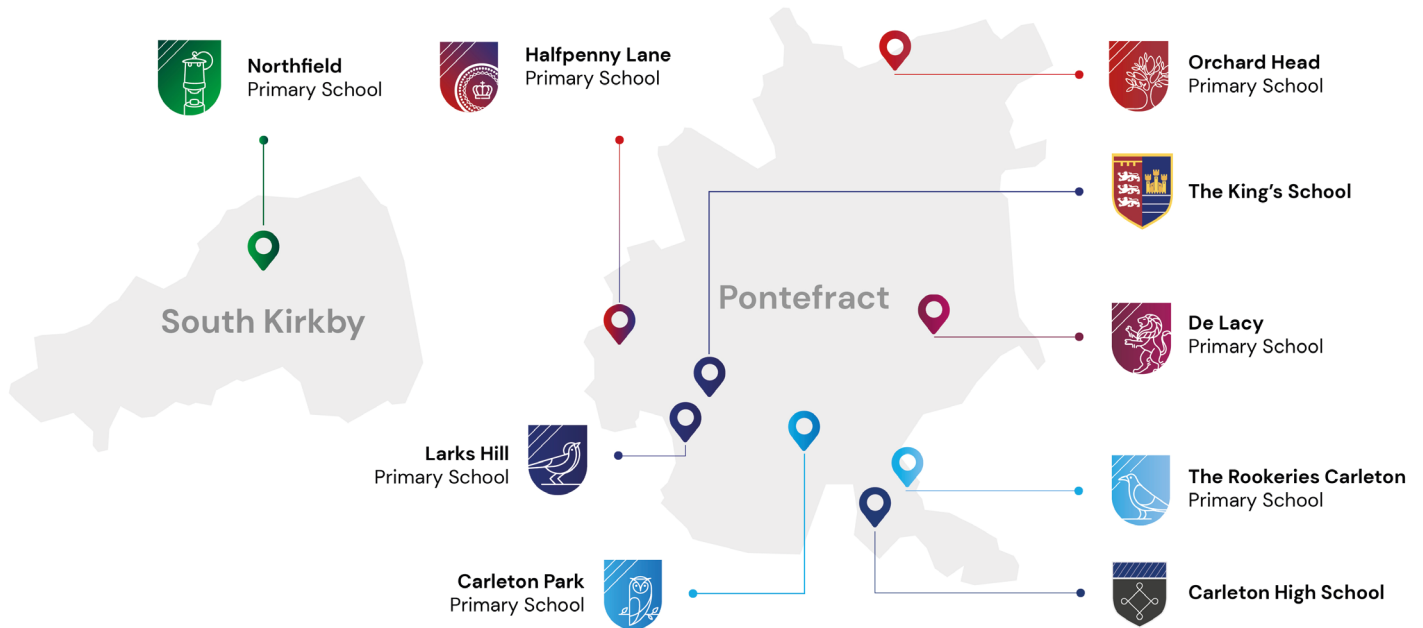 Northfield
Primary School
Halfpenny Lane
Primary School
Orchard Head
Primary School
The King's School
South Kirkby
Pontefract
De Lacy
Primary School
Larks Hill
Primary School
The Rookeries Carleton
Primary School
Carleton Park
Primary School
Carleton High School